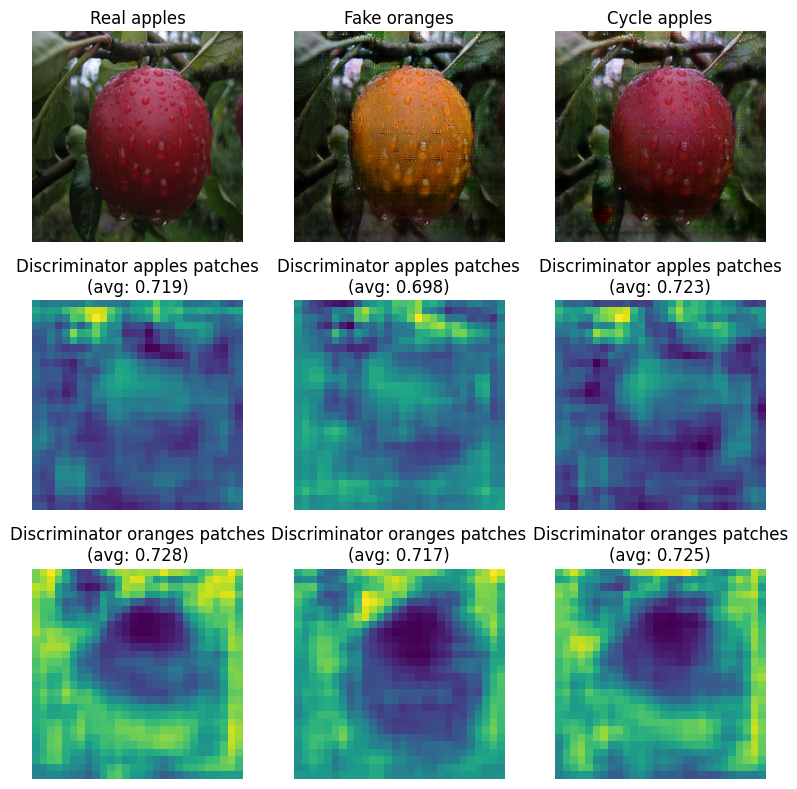 Real apples
Fake oranges
Cycle apples
Discriminator apples patches
(avg: 0.719)
Discriminator apples patches
(avg: 0.698)
Discriminator apples patches
(avg: 0.723)
Discriminator oranges patches
(avg: 0.728)
Discriminator oranges patches
(avg: 0.717)
Discriminator oranges patches
(avg: 0.725)